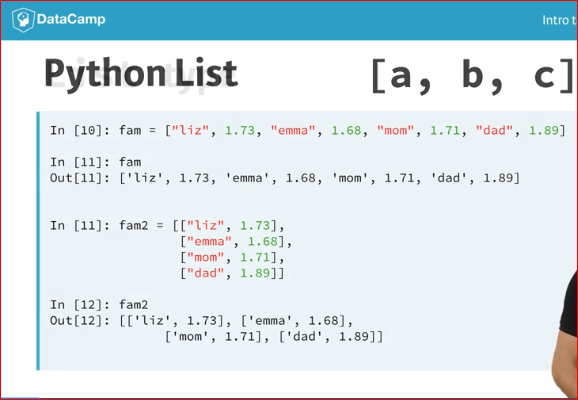 DataCamp
Intro t
Python List
[a, b, c]
In [10]: fam = ["liz", 1.73, "emma", 1.68, "mom", 1.71, "dad", 1.89]
In [11]: fam
Out[11]: ['liz', 1.73, 'emma', 1.68, 'mom', 1.71, 'dad', 1.89]
In [11]: fam2 = [["liz", 1.73],
["emma", 1.68],
["mom", 1.71],
["dad", 1.89]]
In [12]: fam2
Out[12]: [['liz', 1.73], ['emma', 1.68],
['mom', 1.71], ['dad', 1.89]]